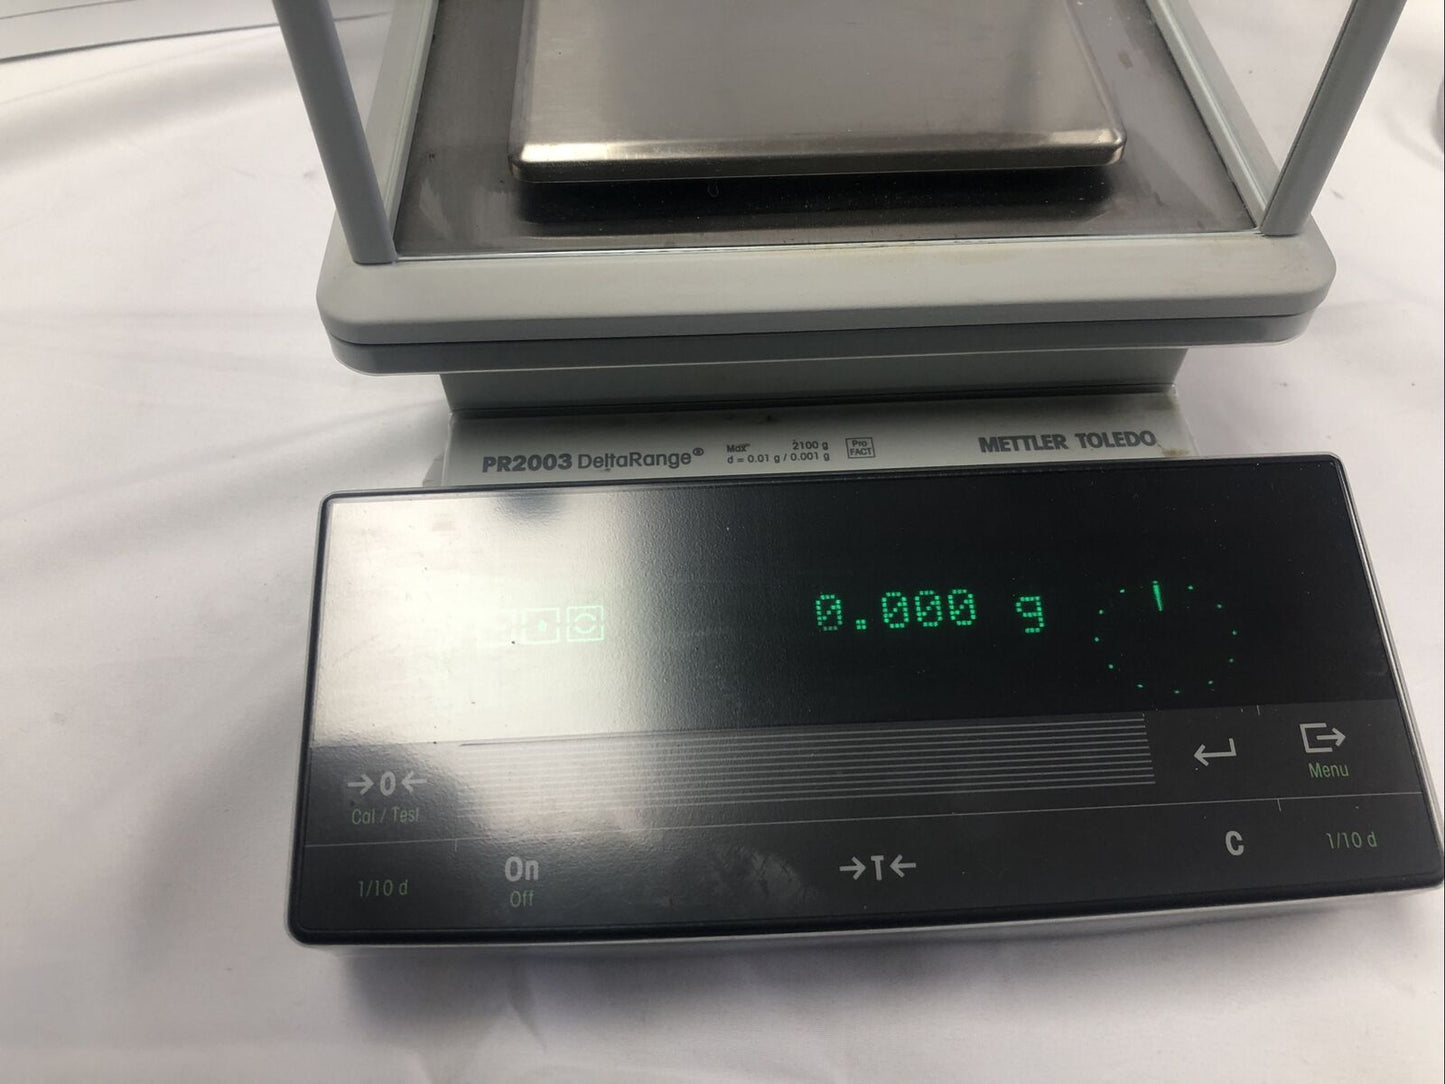 PR2003 DeltaRange®
Max 2100 g
d = 0.01 g / 0.001 g
Pro
FACT
METTLER TOLEDO
0.000 g
→0←
Cal / Test
Menu
1/10 d
On
Off
→T←
C
1/10 d